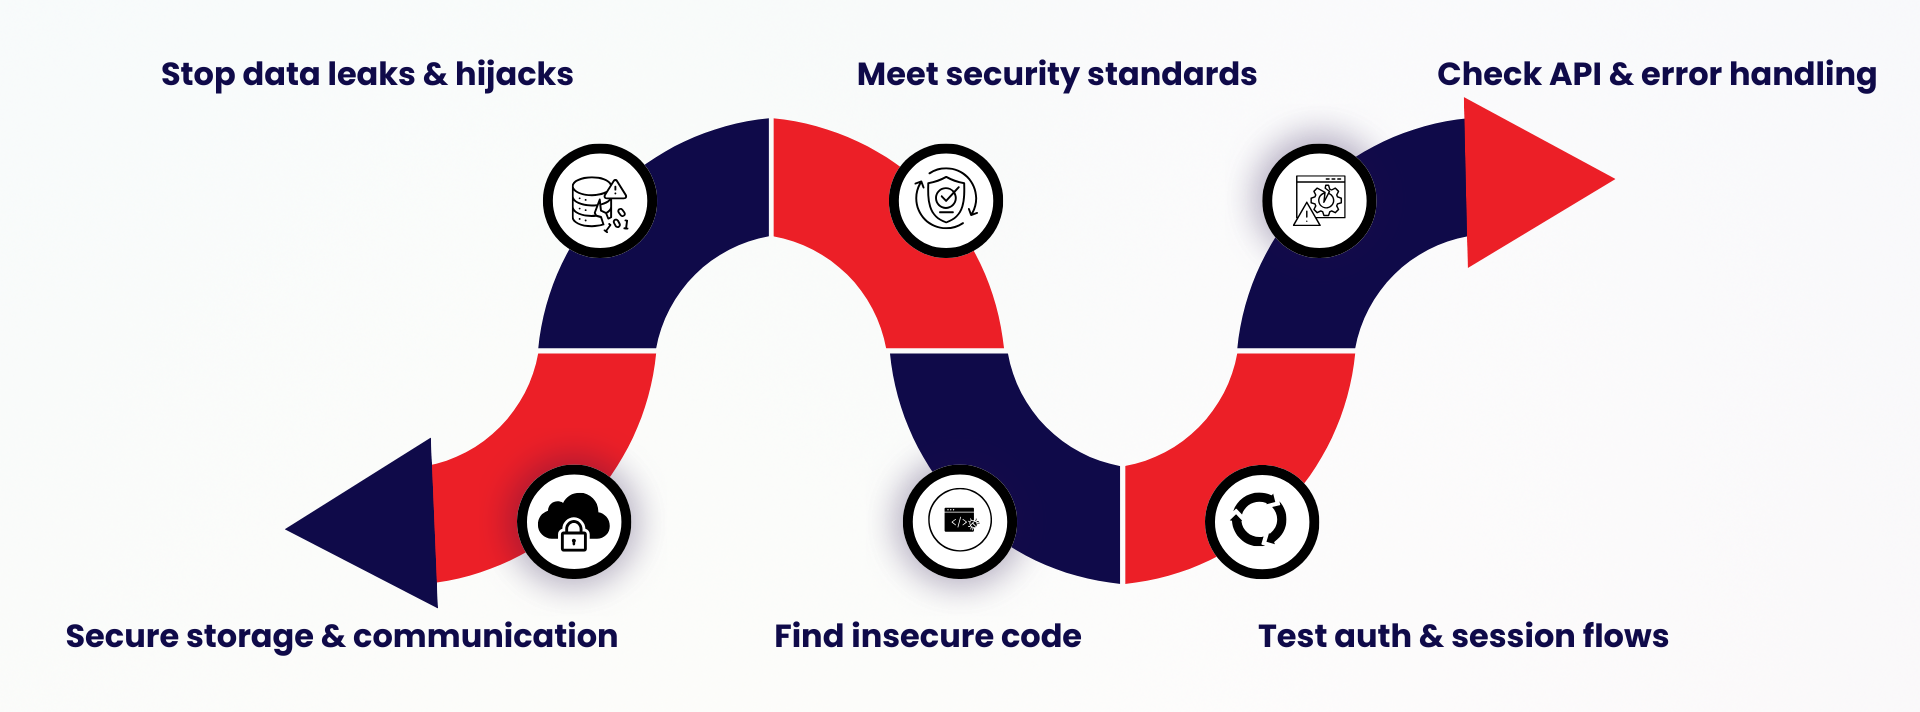 Stop data leaks & hijacks
Meet security standards
Check API & error handling
Secure storage & communication
Find insecure code
Test auth & session flows